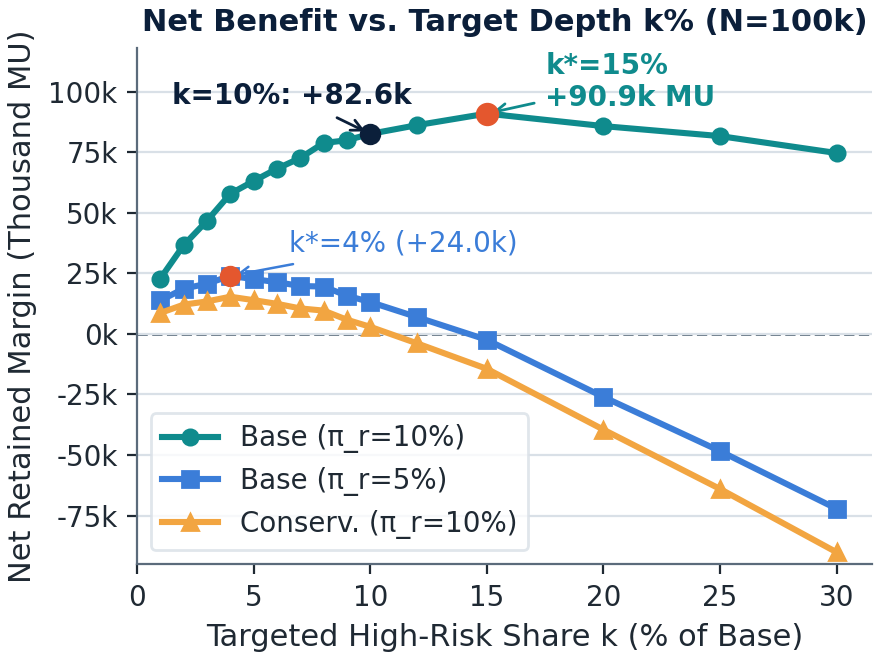 Net Benefit vs. Target Depth k% (N=100k)
Net Retained Margin (Thousand MU)
100k
75k
50k
25k
0k
-25k
-50k
-75k
k*=15%
+90.9k MU
k=10%: +82.6k
k*=4% (+24.0k)
Base (π_r=10%)
Base (π_r=5%)
Conserv. (π_r=10%)
0 5 10 15 20 25 30
Targeted High-Risk Share k (% of Base)